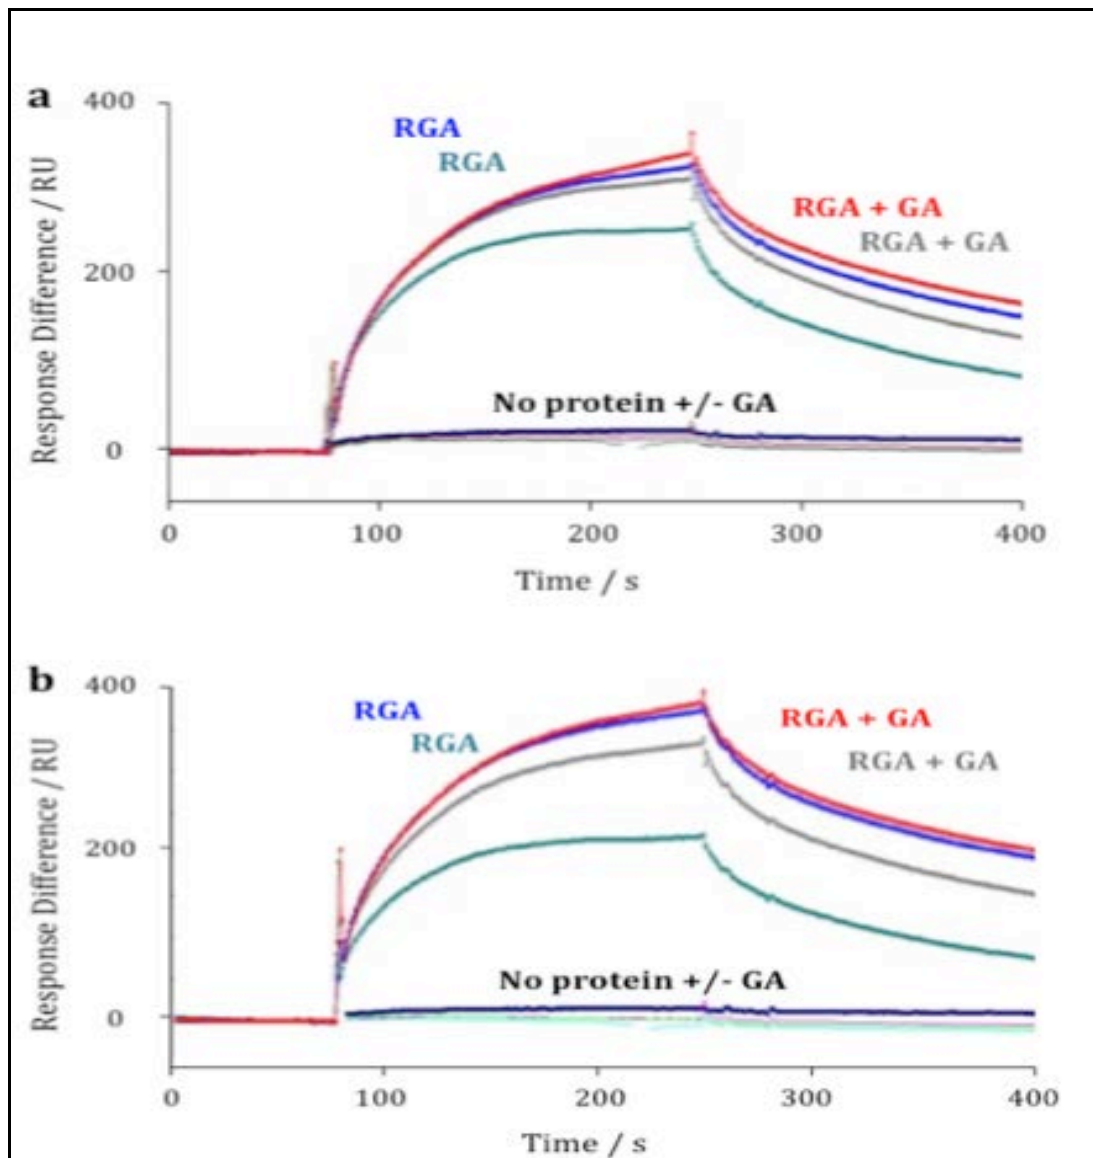 a
400
200
0
Response Difference / RU
RGA
RGA
RGA + GA
RGA + GA
No protein +/- GA
0 100 200 300 400
Time / s
b
400
200
0
Response Difference / RU
RGA
RGA
RGA + GA
RGA + GA
No protein +/- GA
0 100 200 300 400
Time / s